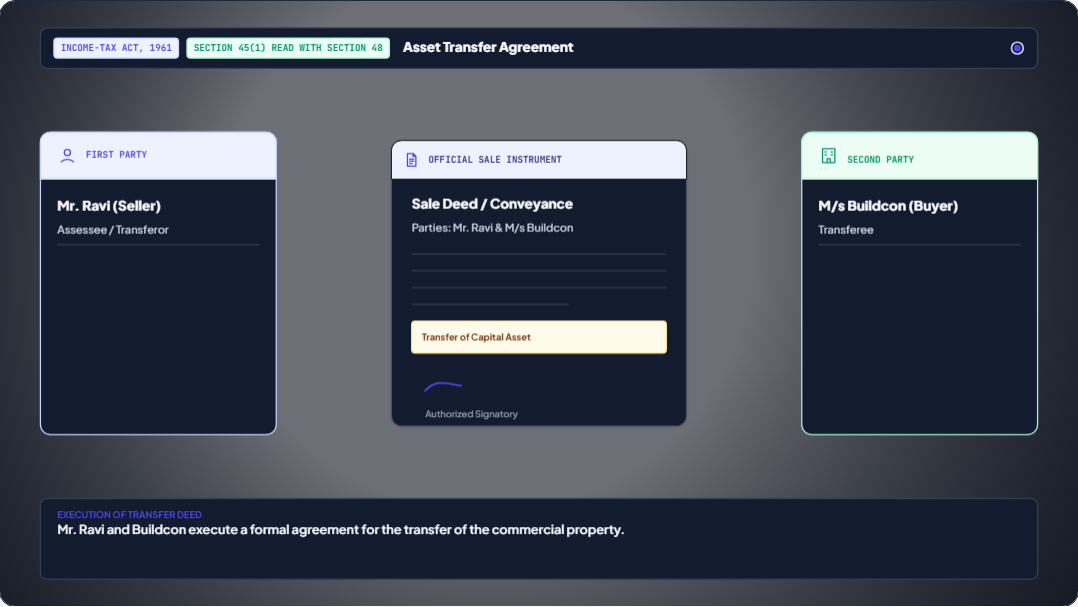 INCOME-TAX ACT, 1961
SECTION 45(1) READ WITH SECTION 48
Asset Transfer Agreement
FIRST PARTY
Mr. Ravi (Seller)
Assessee / Transferor
OFFICIAL SALE INSTRUMENT
Sale Deed / Conveyance
Parties: Mr. Ravi & M/s Buildcon
Transfer of Capital Asset
Authorized Signatory
SECOND PARTY
M/s Buildcon (Buyer)
Transferee
EXECUTION OF TRANSFER DEED
Mr. Ravi and Buildcon execute a formal agreement for the transfer of the commercial property.